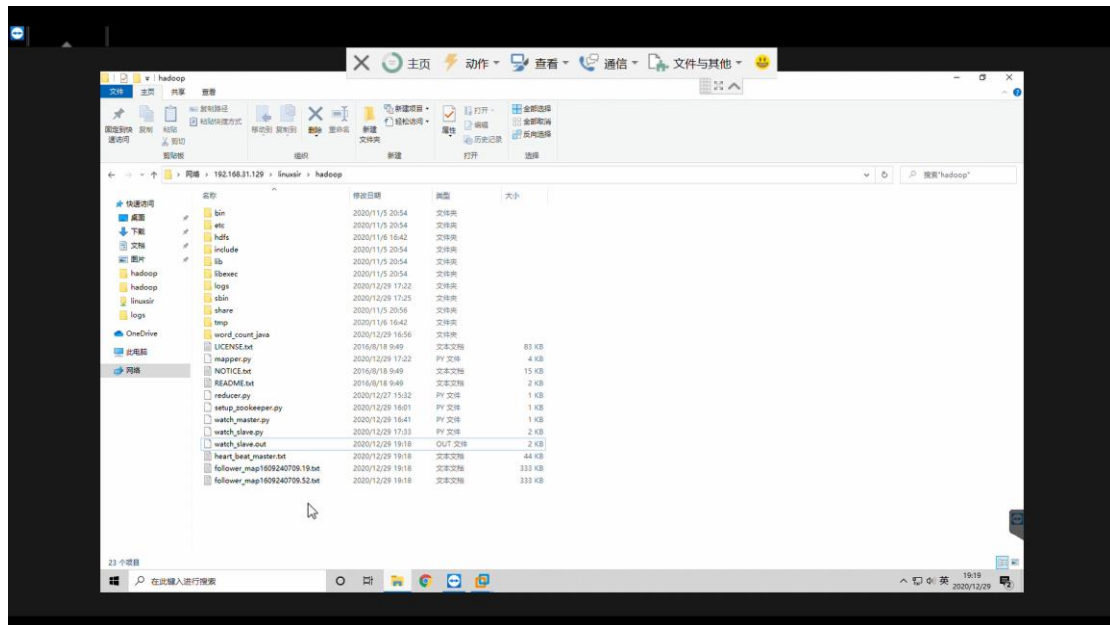 主页 动作 查看 通信 文件与其他
hadoop
文件 主页 共享 查看
固定到快速访问 复制 粘贴 复制路径 粘贴快捷方式 剪切 移动到 复制到 删除 重命名 新建文件夹 新建项目 轻松访问 属性 打开 编辑 历史记录 全部选择 全部取消 反向选择
剪贴板 组织 新建 打开 选择
网络 > 192.168.31.129 > linuxsir > hadoop 搜索"hadoop"
快速访问
桌面
下载
文档
图片
hadoop
hadoop
linuxsir
logs
OneDrive
此电脑
网络
名称 修改日期 类型 大小
bin 2020/11/5 20:54 文件夹
etc 2020/11/5 20:54 文件夹
hdfs 2020/11/6 16:42 文件夹
include 2020/11/5 20:54 文件夹
lib 2020/11/5 20:54 文件夹
libexec 2020/11/5 20:54 文件夹
logs 2020/12/29 17:22 文件夹
sbin 2020/12/29 17:25 文件夹
share 2020/11/5 20:56 文件夹
tmp 2020/11/6 16:42 文件夹
word_count_java 2020/12/29 16:56 文件夹
LICENSE.txt 2016/8/18 9:49 文本文档 83 KB
mapper.py 2020/12/29 17:22 PY 文件 4 KB
NOTICE.txt 2016/8/18 9:49 文本文档 15 KB
README.txt 2016/8/18 9:49 文本文档 2 KB
reducer.py 2020/12/27 15:32 PY 文件 1 KB
setup_zookeeper.py 2020/12/29 16:01 PY 文件 1 KB
watch_master.py 2020/12/29 16:41 PY 文件 1 KB
watch_slave.py 2020/12/29 17:33 PY 文件 2 KB
watch_slave.out 2020/12/29 19:18 OUT 文件 2 KB
heart_beat_master.txt 2020/12/29 19:18 文本文档 44 KB
follower_map1609240709.19.txt 2020/12/29 19:18 文本文档 333 KB
follower_map1609240709.52.txt 2020/12/29 19:18 文本文档 333 KB
23 个项目
在此键入进行搜索 英 19:19
2020/12/29